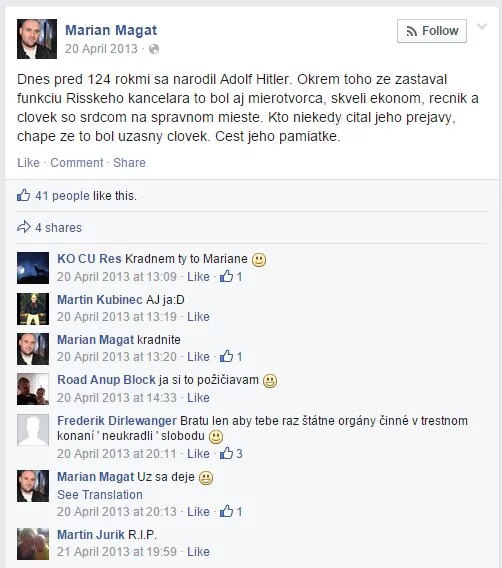 Marian Magat
20 April 2013 ·
Follow
Dnes pred 124 rokmi sa narodil Adolf Hitler. Okrem toho ze zastaval
funkciu Risskeho kancelara to bol aj mierotvorca, skveli ekonom, recnik a
clovek so srdcom na spravnom mieste. Kto niekedy cital jeho prejavy,
chape ze to bol uzasny clovek. Cest jeho pamiatke.
Like · Comment · Share
41 people like this.
4 shares
KO CU Res Kradnem ty to Mariane
20 April 2013 at 13:09 · Like · 1
Martin Kubinec AJ ja:D
20 April 2013 at 13:19 · Like
Marian Magat kradnite
20 April 2013 at 13:20 · Like · 1
Road Anup Block ja si to požičiavam
20 April 2013 at 14:33 · Like
Frederik Dirlewanger Bratu len aby tebe raz štátne orgány činné v trestnom
konaní ' neukradli ' slobodu
20 April 2013 at 20:11 · Like · 3
Marian Magat Uz sa deje
See Translation
20 April 2013 at 20:13 · Like · 1
Martin Jurik R.I.P.
21 April 2013 at 19:59 · Like